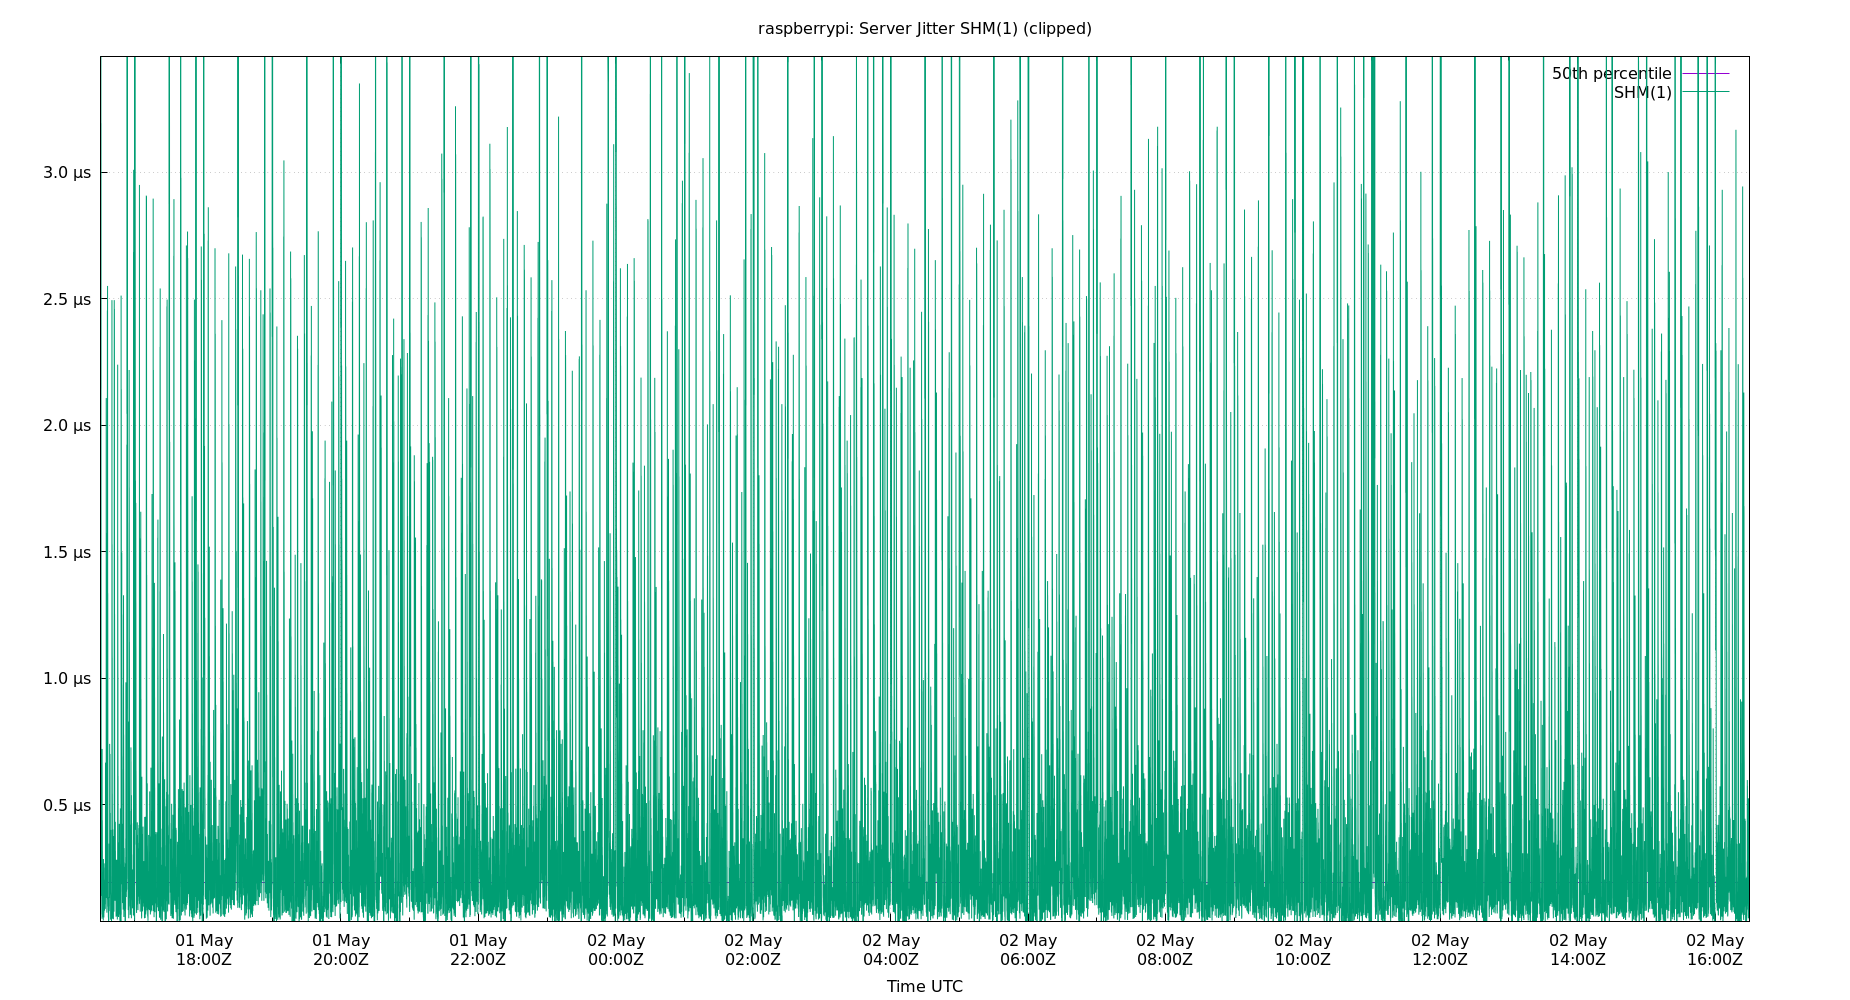 raspberrypi: Server Jitter SHM(1) (clipped)
50th percentile
SHM(1)
3.0 µs
2.5 µs
2.0 µs
1.5 µs
1.0 µs
0.5 µs
01 May 01 May 01 May 02 May 02 May 02 May 02 May 02 May 02 May 02 May 02 May 02 May
18:00Z 20:00Z 22:00Z 00:00Z 02:00Z 04:00Z 06:00Z 08:00Z 10:00Z 12:00Z 14:00Z 16:00Z
Time UTC